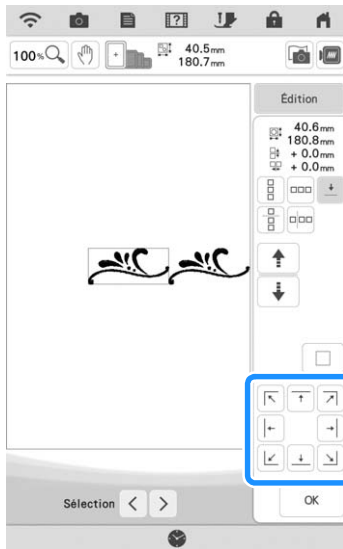 100%
40.5mm
180.7mm
Édition
40.6mm
180.8mm
+ 0.0mm
+ 0.0mm
Sélection
OK